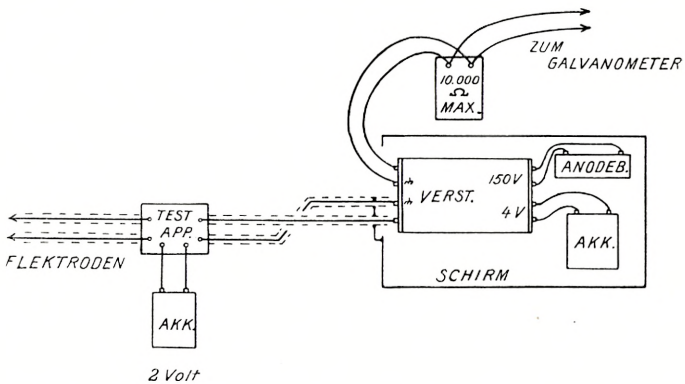 ZUM
GALVANOMETER
10.000
Ω
MAX.
ANODEB.
150V
VERST.
4V
AKK.
SCHIRM
TEST
APP.
FLEKTRODEN
AKK.
2 Volt